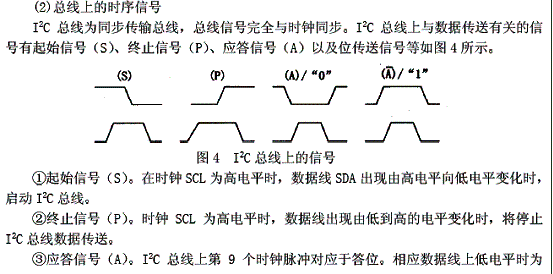 (2)总线上的时序信号
I²C 总线为同步传输总线，总线信号完全与时钟同步。I²C 总线上与数据传送有关的信
号有起始信号（S）、终止信号（P）、应答信号（A）以及位传送信号等如图 4 所示。
(S) (P) (A)/“0” (A̅)/“1”
图 4 I²C 总线上的信号
①起始信号（S）。在时钟 SCL 为高电平时，数据线 SDA 出现由高电平向低电平变化时，
启动 I²C 总线。
②终止信号（P）。时钟 SCL 为高电平时，数据线出现由低到高的电平变化时，将停止
I²C 总线数据传送。
③应答信号（A）。I²C 总线上第 9 个时钟脉冲对应于答位。相应数据线上低电平时为